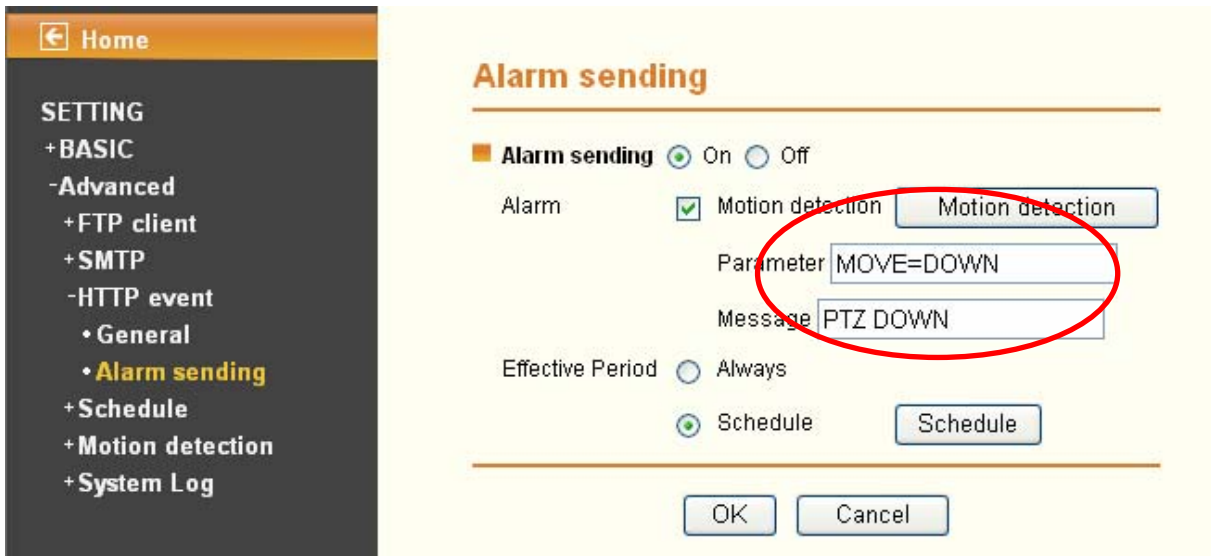 Home
SETTING
+BASIC
-Advanced
+FTP client
+SMTP
-HTTP event
•General
•Alarm sending
+Schedule
+Motion detection
+System Log
Alarm sending
Alarm sending On Off
Alarm Motion detection Motion detection
Parameter MOVE=DOWN
Message PTZ DOWN
Effective Period Always
Schedule Schedule
OK Cancel